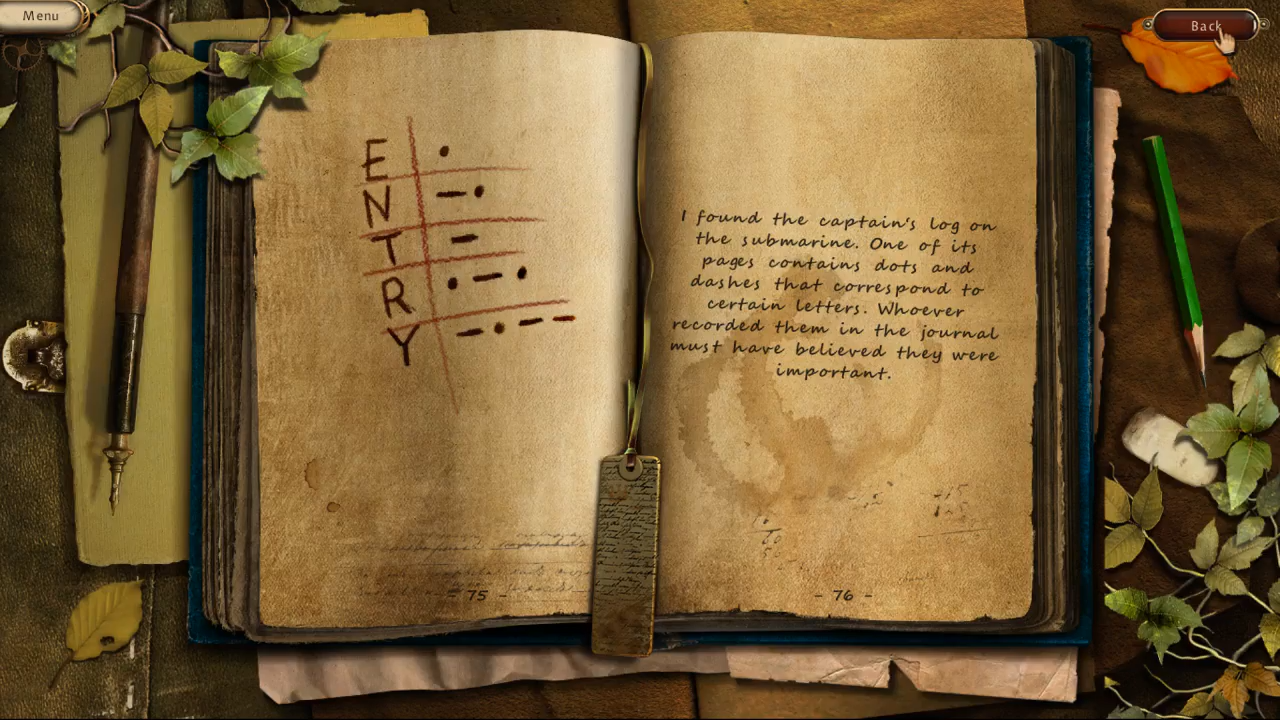 Menu
Back
E .
N -.
T -
R .-.
Y -.--
I found the captain's log on
the submarine. One of its
pages contains dots and
dashes that correspond to
certain letters. Whoever
recorded them in the journal
must have believed they were
important.
- 75 -
- 76 -